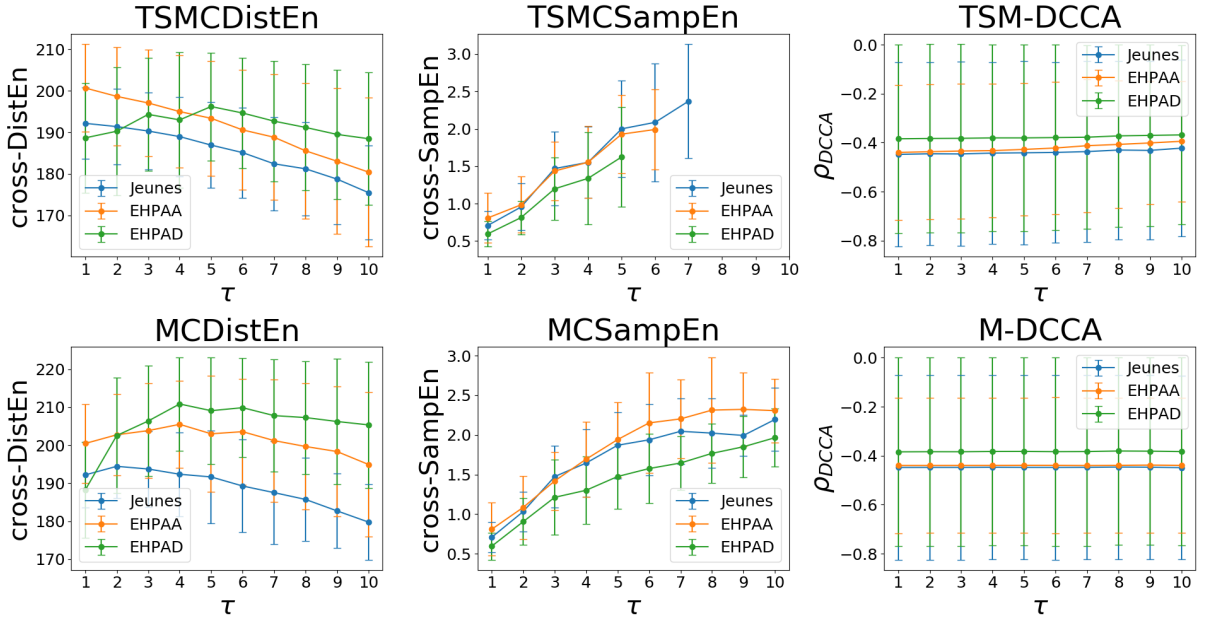 TSMCDistEn
cross-DistEn
210
200
190
180
170
Jeunes
EHPAA
EHPAD
1 2 3 4 5 6 7 8 9 10
τ
TSMCSampEn
cross-SampEn
3.0
2.5
2.0
1.5
1.0
0.5
Jeunes
EHPAA
EHPAD
1 2 3 4 5 6 7 8 9 10
τ
TSM-DCCA
ρDCCA
0.0
−0.2
−0.4
−0.6
−0.8
Jeunes
EHPAA
EHPAD
1 2 3 4 5 6 7 8 9 10
τ
MCDistEn
cross-DistEn
220
210
200
190
180
170
Jeunes
EHPAA
EHPAD
1 2 3 4 5 6 7 8 9 10
τ
MCSampEn
cross-SampEn
3.0
2.5
2.0
1.5
1.0
0.5
Jeunes
EHPAA
EHPAD
1 2 3 4 5 6 7 8 9 10
τ
M-DCCA
ρDCCA
0.0
−0.2
−0.4
−0.6
−0.8
Jeunes
EHPAA
EHPAD
1 2 3 4 5 6 7 8 9 10
τ